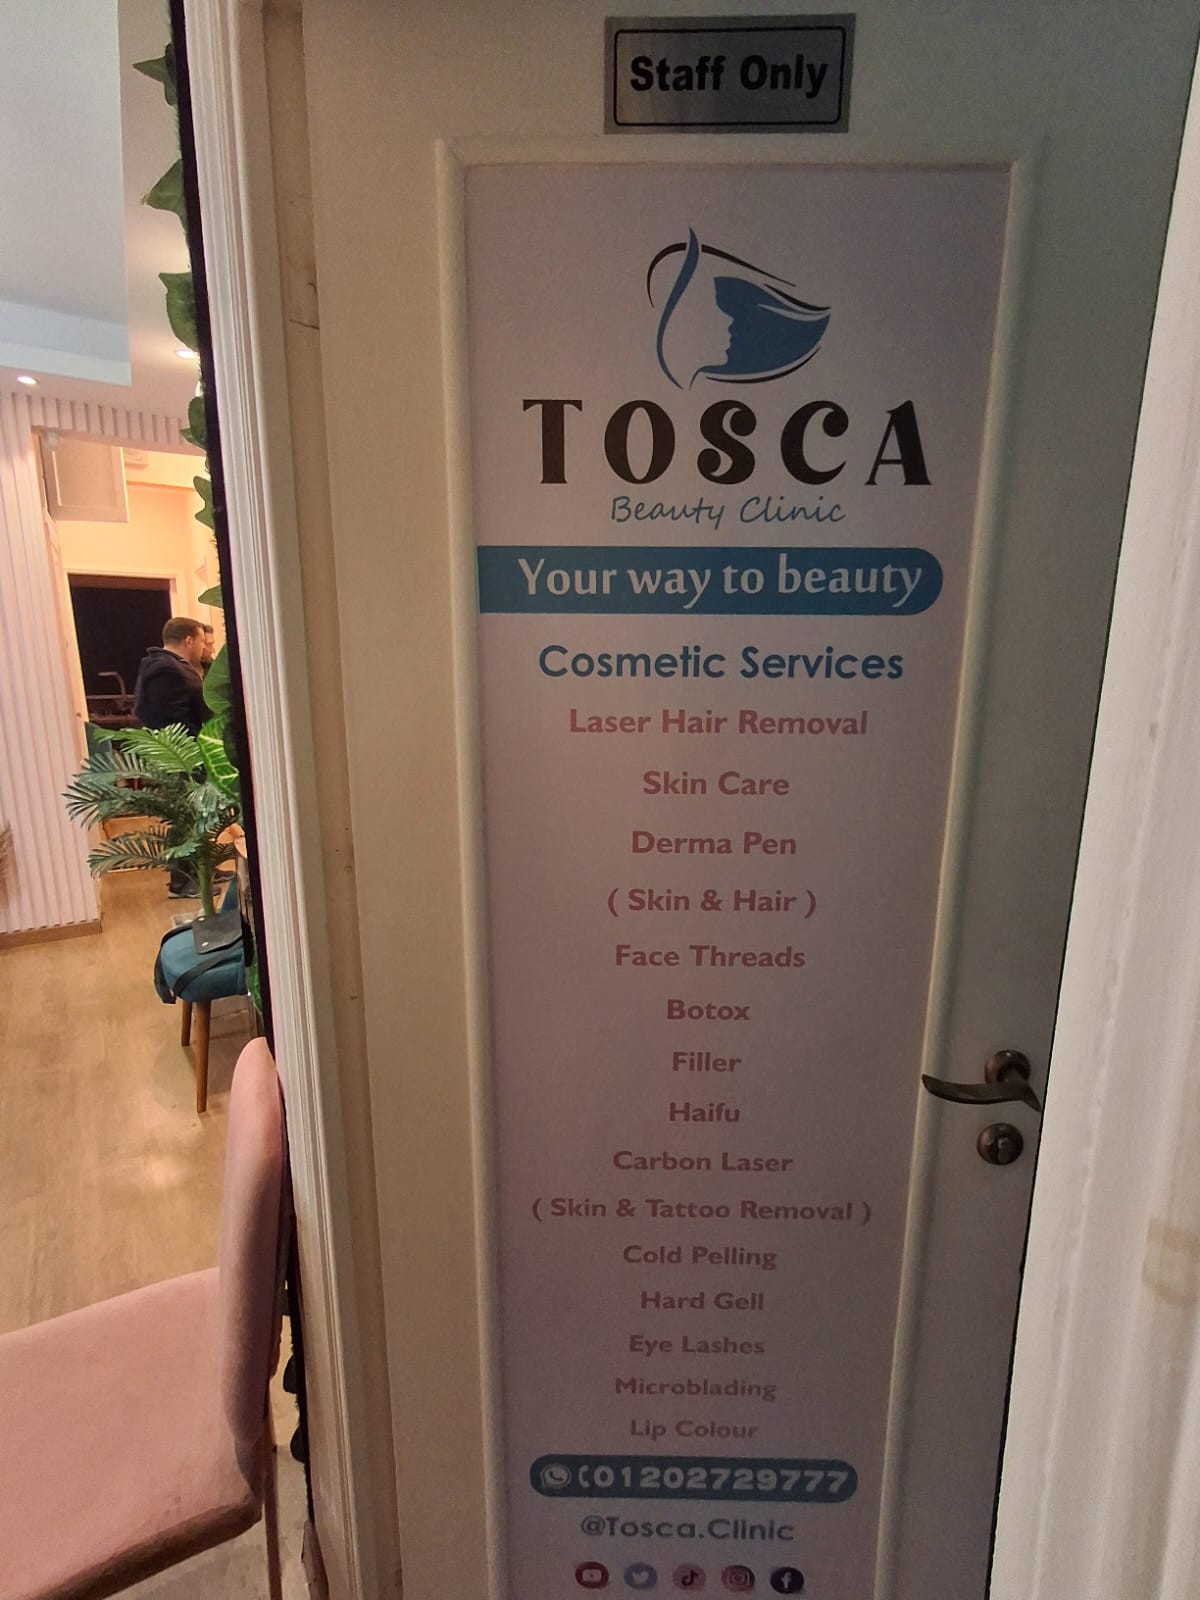 Staff Only
TOSCA
Beauty Clinic
Your way to beauty
Cosmetic Services
Laser Hair Removal
Skin Care
Derma Pen
( Skin & Hair )
Face Threads
Botox
Filler
Haifu
Carbon Laser
( Skin & Tattoo Removal )
Cold Pelling
Hard Gell
Eye Lashes
Microblading
Lip Colour
01202729777
@Tosca.Clinic